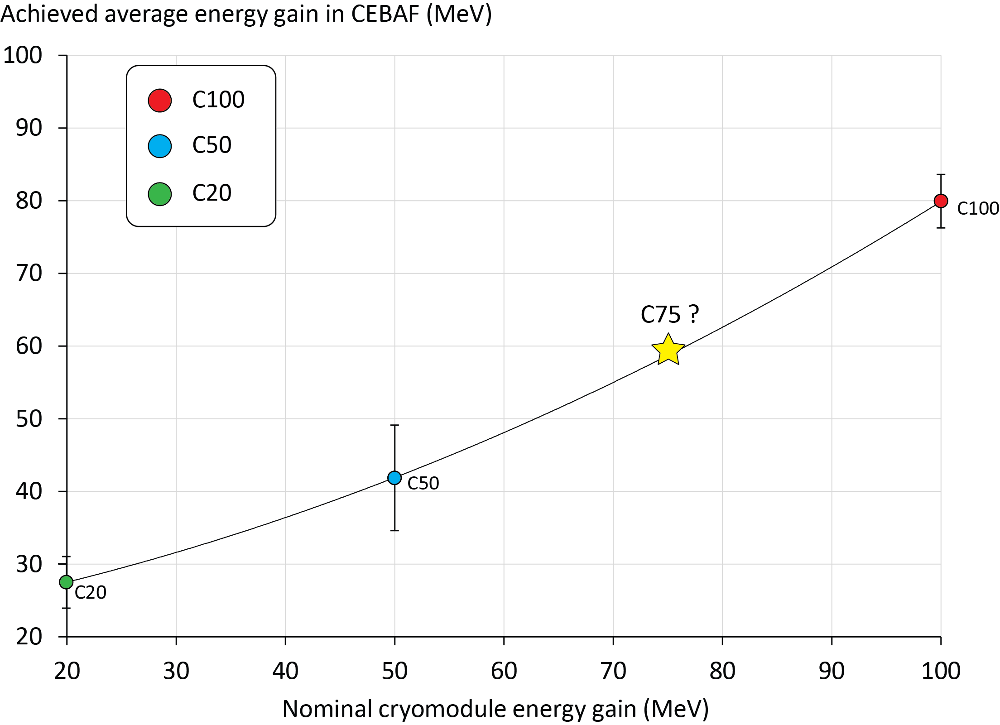 Achieved average energy gain in CEBAF (MeV)
100
90
80
70
60
50
40
30
20
C100
C50
C20
C100
C75 ?
C50
C20
20 30 40 50 60 70 80 90 100
Nominal cryomodule energy gain (MeV)